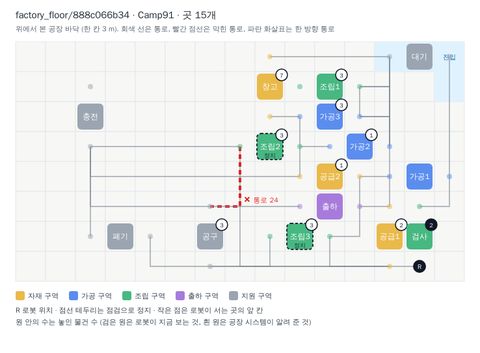 factory_floor/888c066b34 · Camp91 · 곳 15개
위에서 본 공장 바닥 (한 칸 3 m). 회색 선은 통로, 빨간 점선은 막힌 통로, 파란 화살표는 한 방향 통로
대기
창고 7
조립1 3
충전
가공3 3
조립2 3
정지
가공2 1
공급2 1
가공1
✕ 통로 24
출하
폐기
공구 3
조립3 3
정지
공급1 2
검사 2
R
자재 구역
가공 구역
조립 구역
출하 구역
지원 구역
R 로봇 위치 · 점선 테두리는 점검으로 정지 · 작은 점은 로봇이 서는 곳의 앞 칸
원 안의 수는 놓인 물건 수 (검은 원은 로봇이 지금 보는 것, 흰 원은 공장 시스템이 알려 준 것)